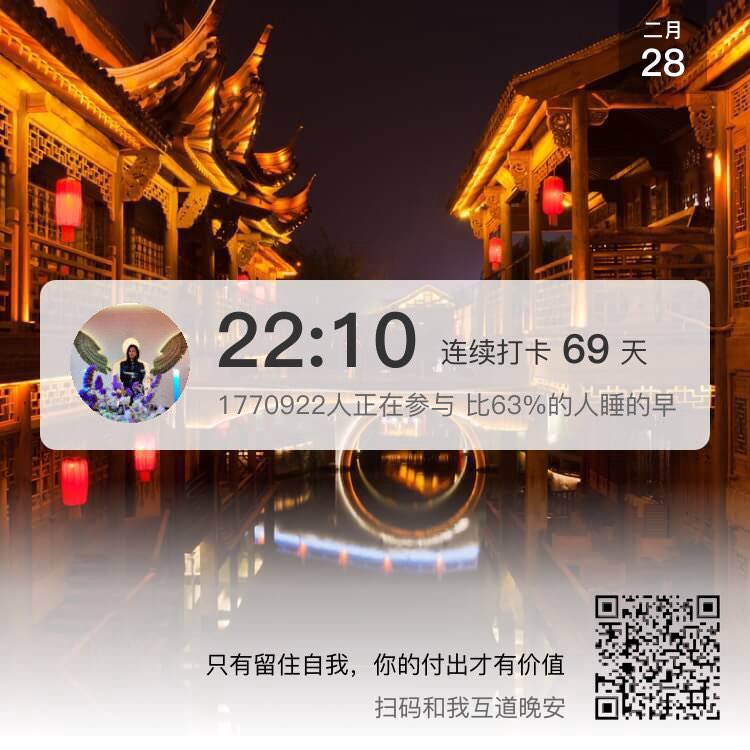 二月
28
22:10 连续打卡 69 天
1770922人正在参与 比63%的人睡的早
只有留住自我，你的付出才有价值
扫码和我互道晚安